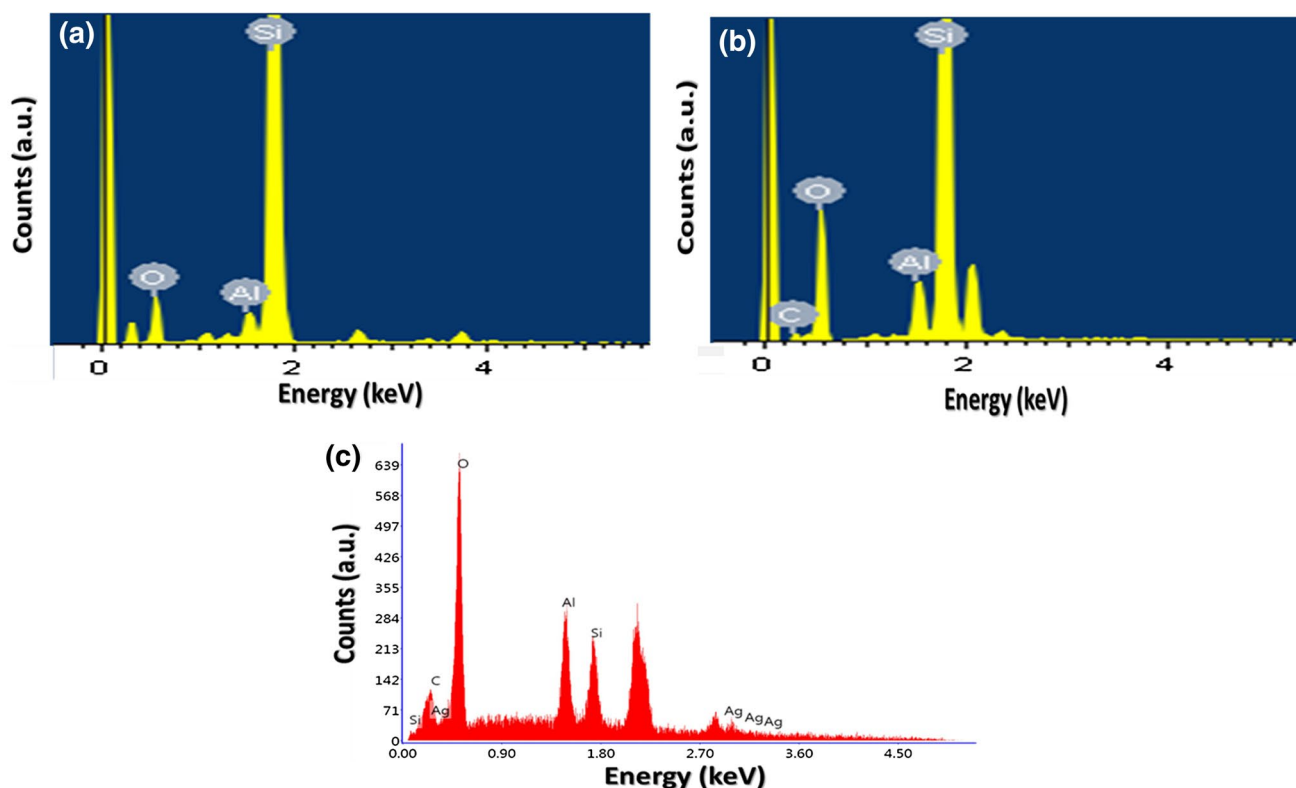 (a)
Si
O
Al
Counts (a.u.)
0 2 4
Energy (keV)
(b)
Si
O
Al
C
Counts (a.u.)
0 2 4
Energy (keV)
(c)
639
568
497
426
355
284
213
142
71
0
O
Al
Si
C
Ag
Si
Ag Ag Ag
Counts (a.u.)
0.00 0.90 1.80 2.70 3.60 4.50
Energy (keV)